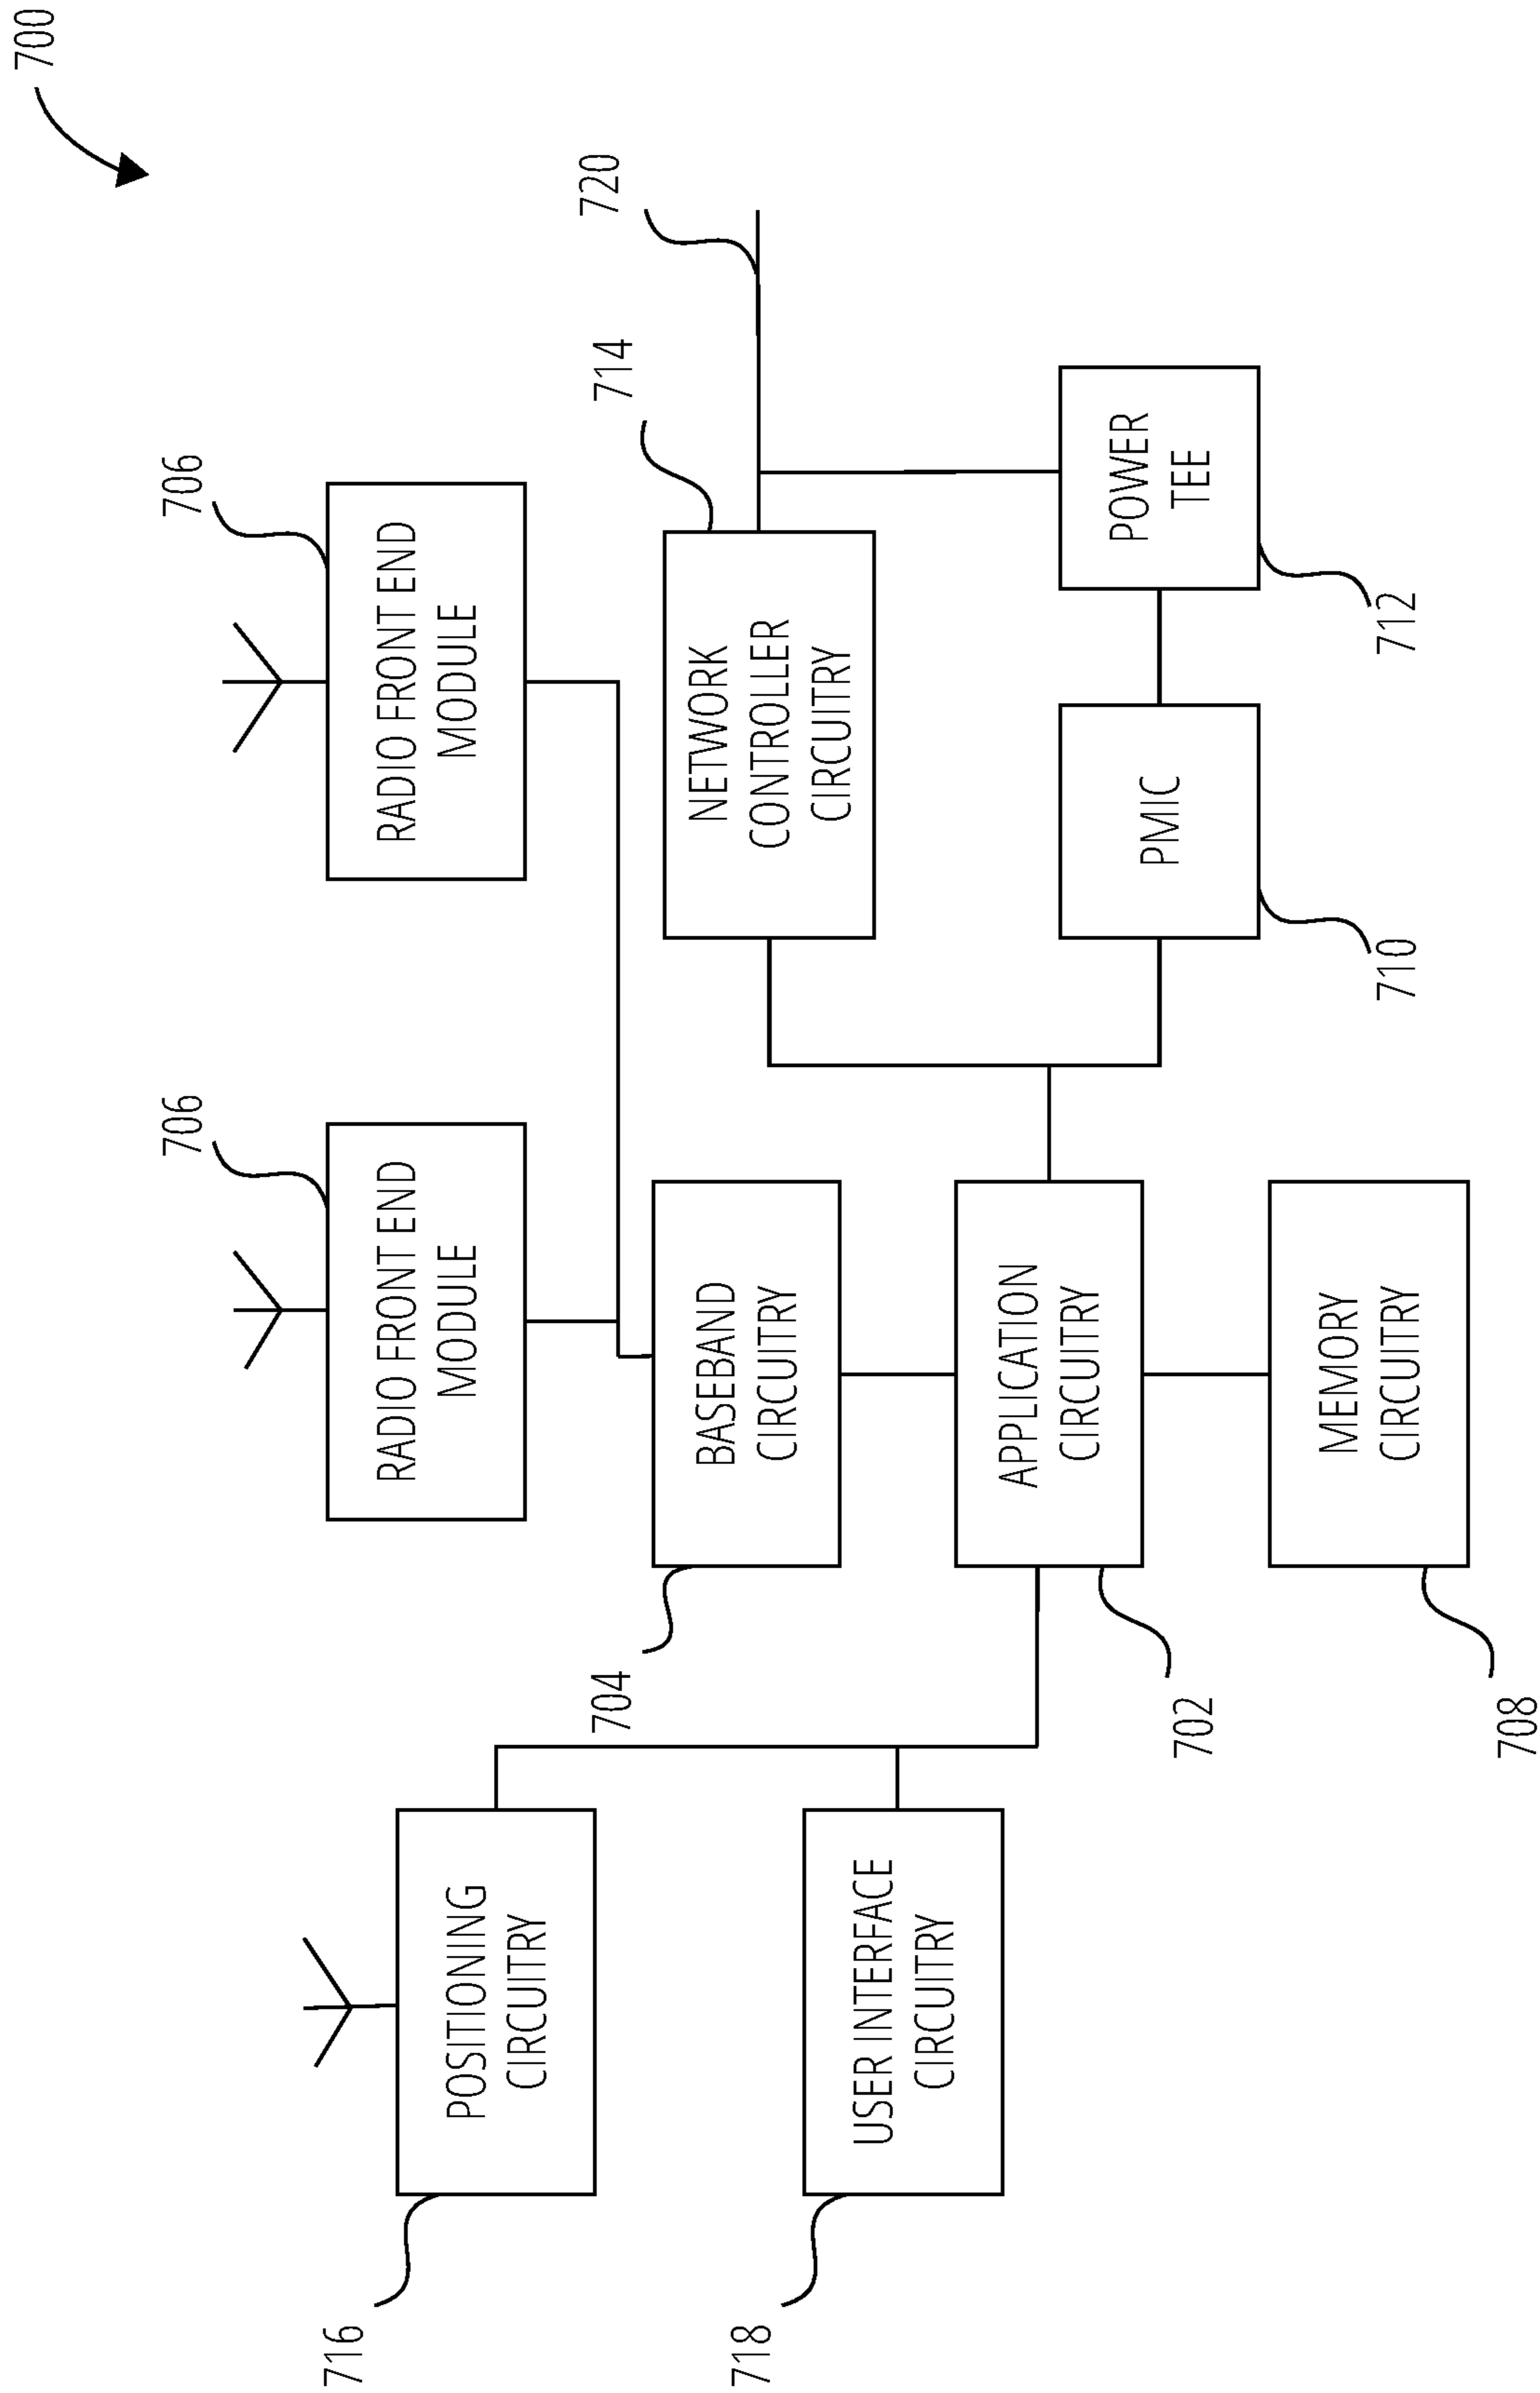 700
706
RADIO FRONT END
MODULE
706
RADIO FRONT END
MODULE
716
POSITIONING
CIRCUITRY
704
BASEBAND
CIRCUITRY
714
NETWORK
CONTROLLER
CIRCUITRY
720
718
USER INTERFACE
CIRCUITRY
702
APPLICATION
CIRCUITRY
710
PMIC
712
POWER
TEE
708
MEMORY
CIRCUITRY